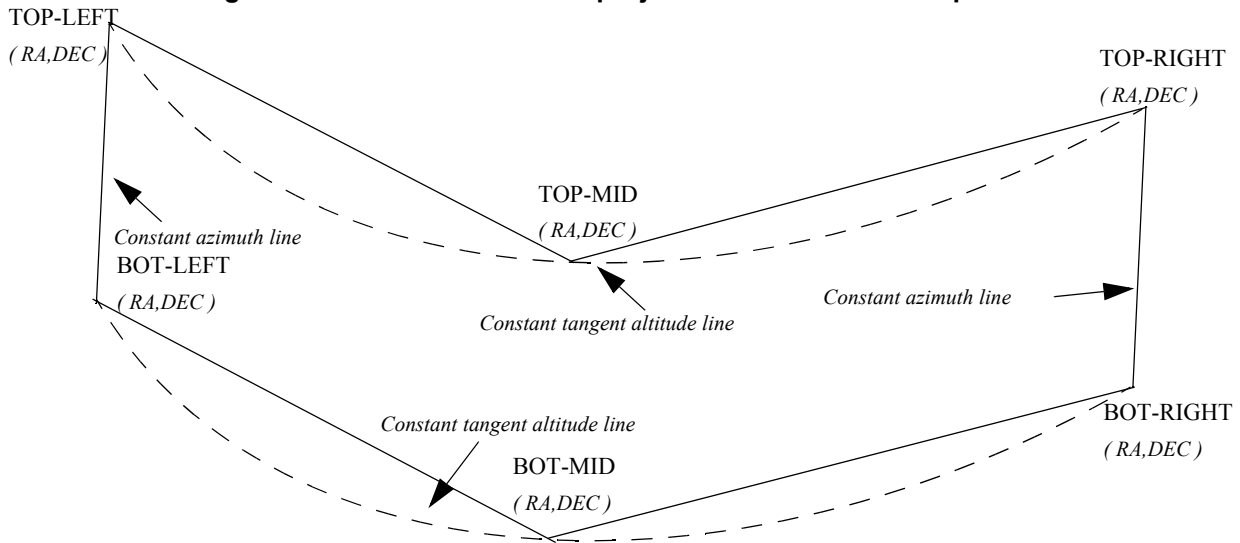 TOP-LEFT
( RA,DEC )
TOP-RIGHT
( RA,DEC )
TOP-MID
( RA,DEC )
Constant azimuth line
BOT-LEFT
( RA,DEC )
Constant azimuth line
Constant tangent altitude line
Constant tangent altitude line
BOT-RIGHT
( RA,DEC )
BOT-MID
( RA,DEC )